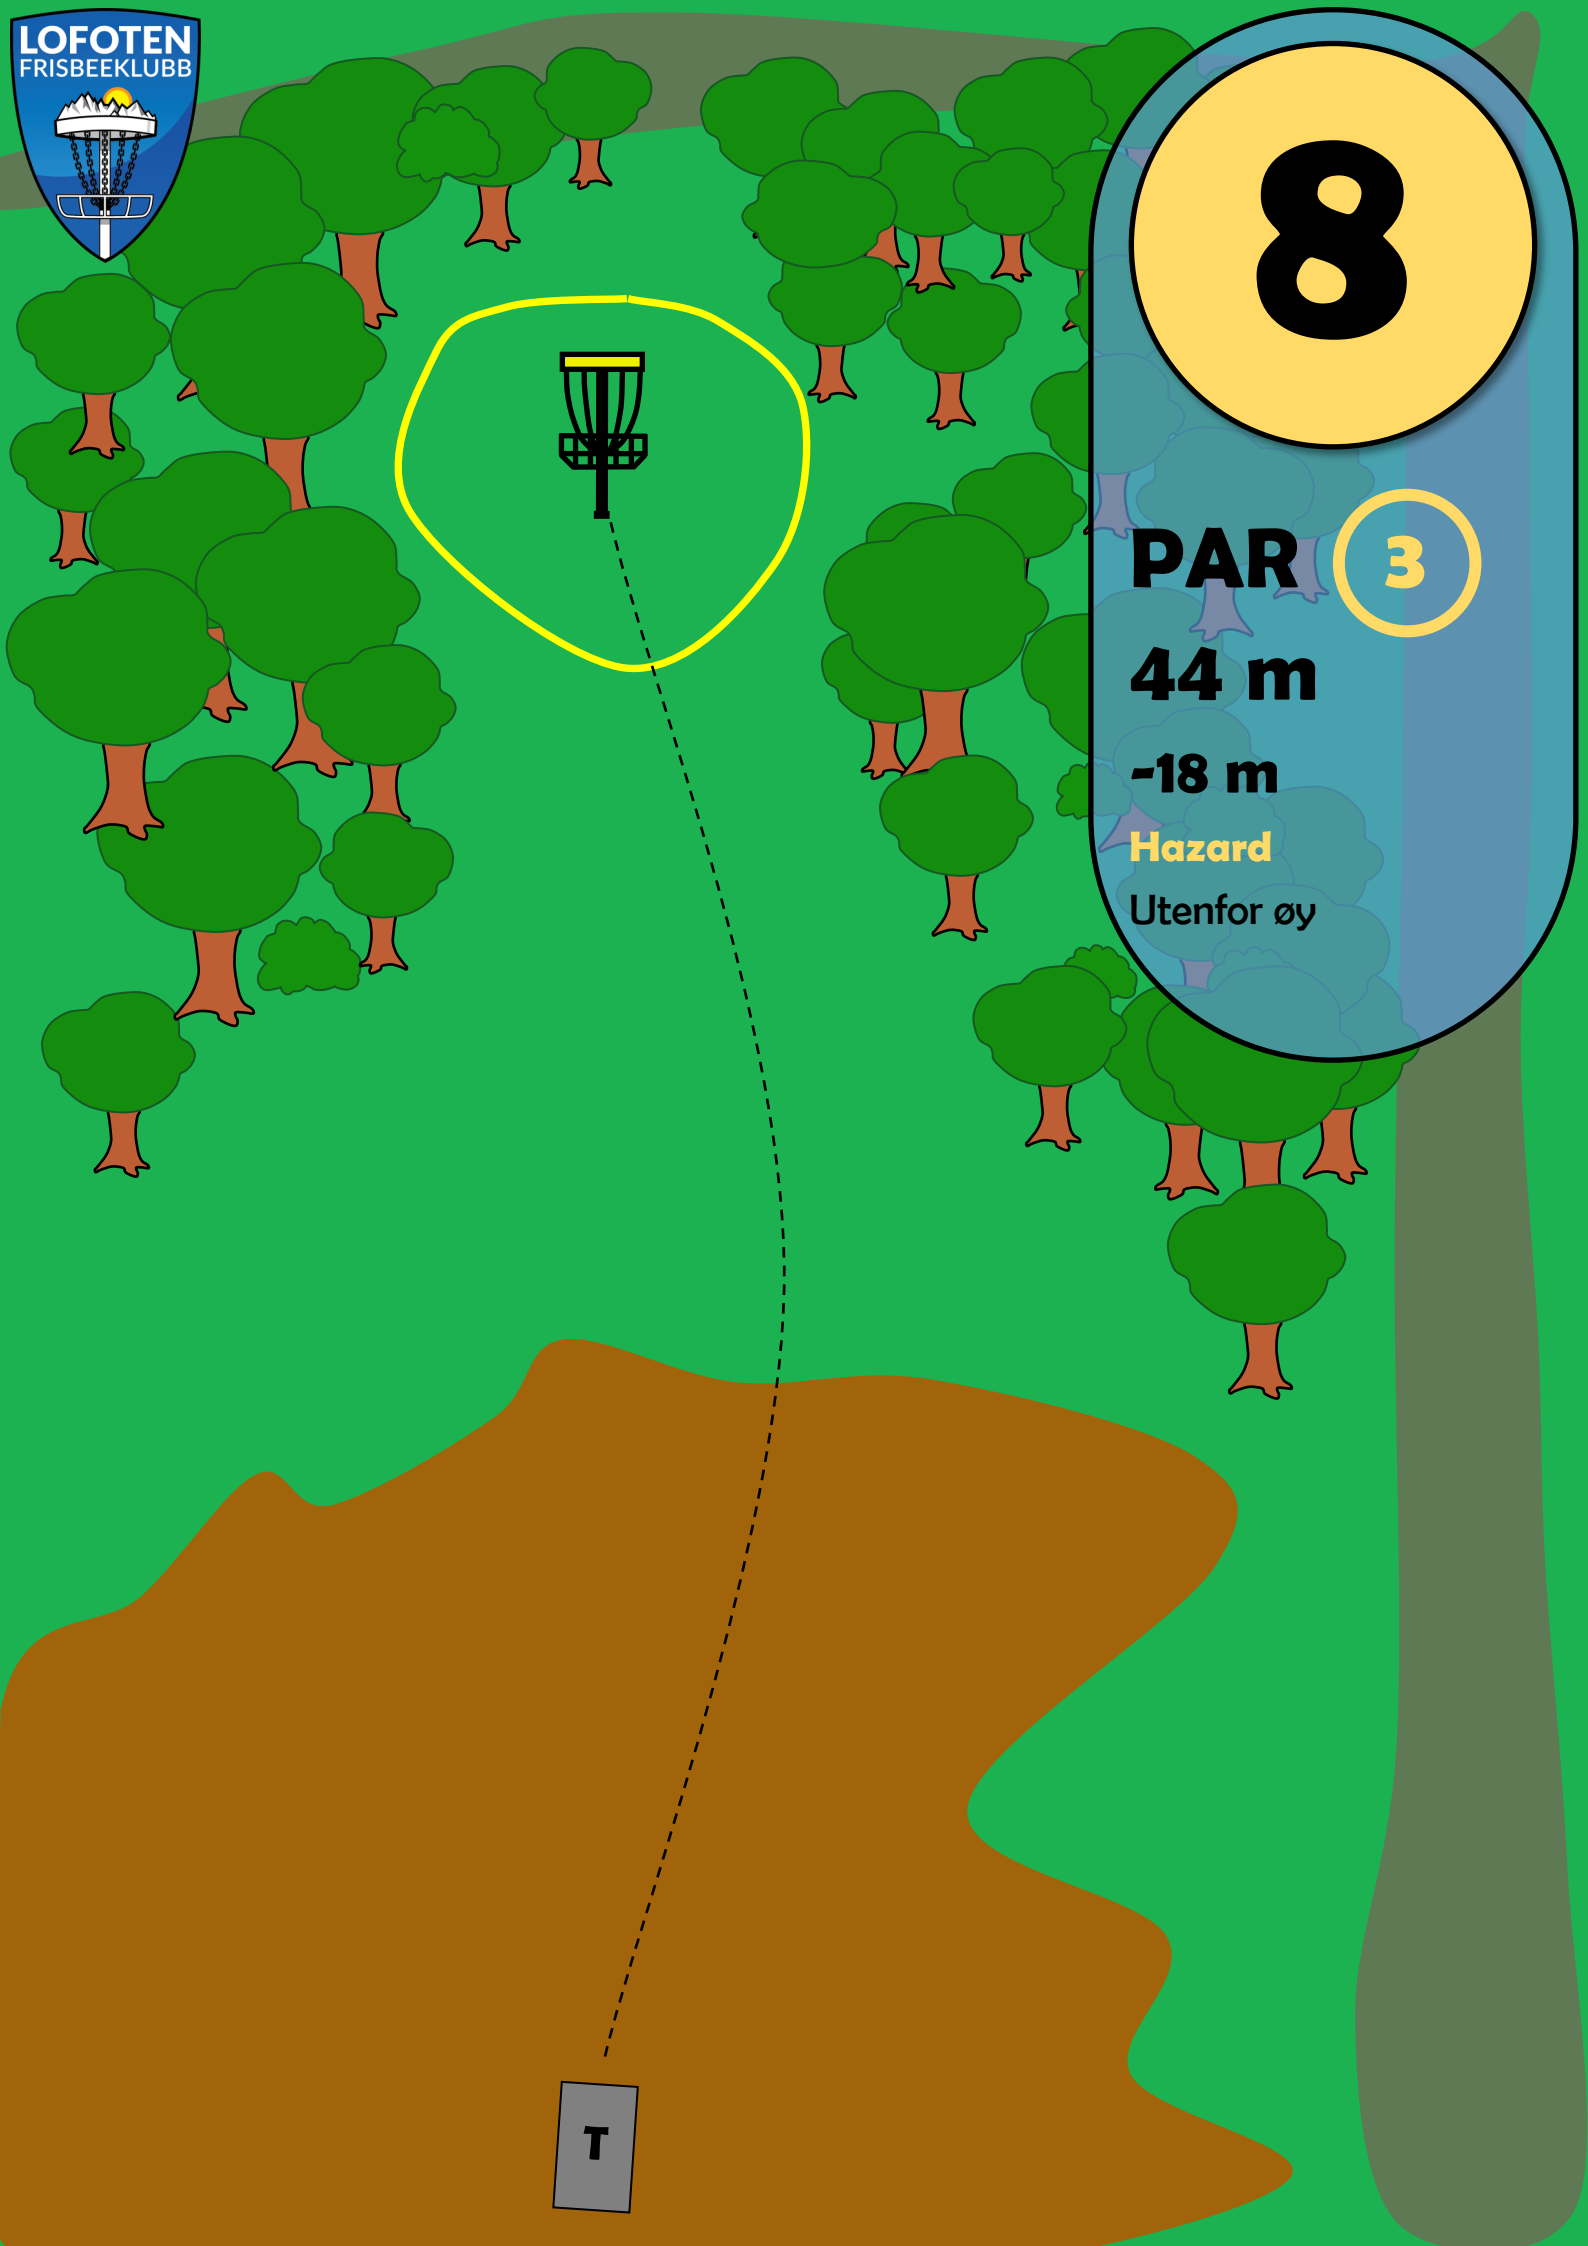 LOFOTEN
FRISBEEKLUBB
8
PAR 3
44 m
-18 m
Hazard
Utenfor øy
T